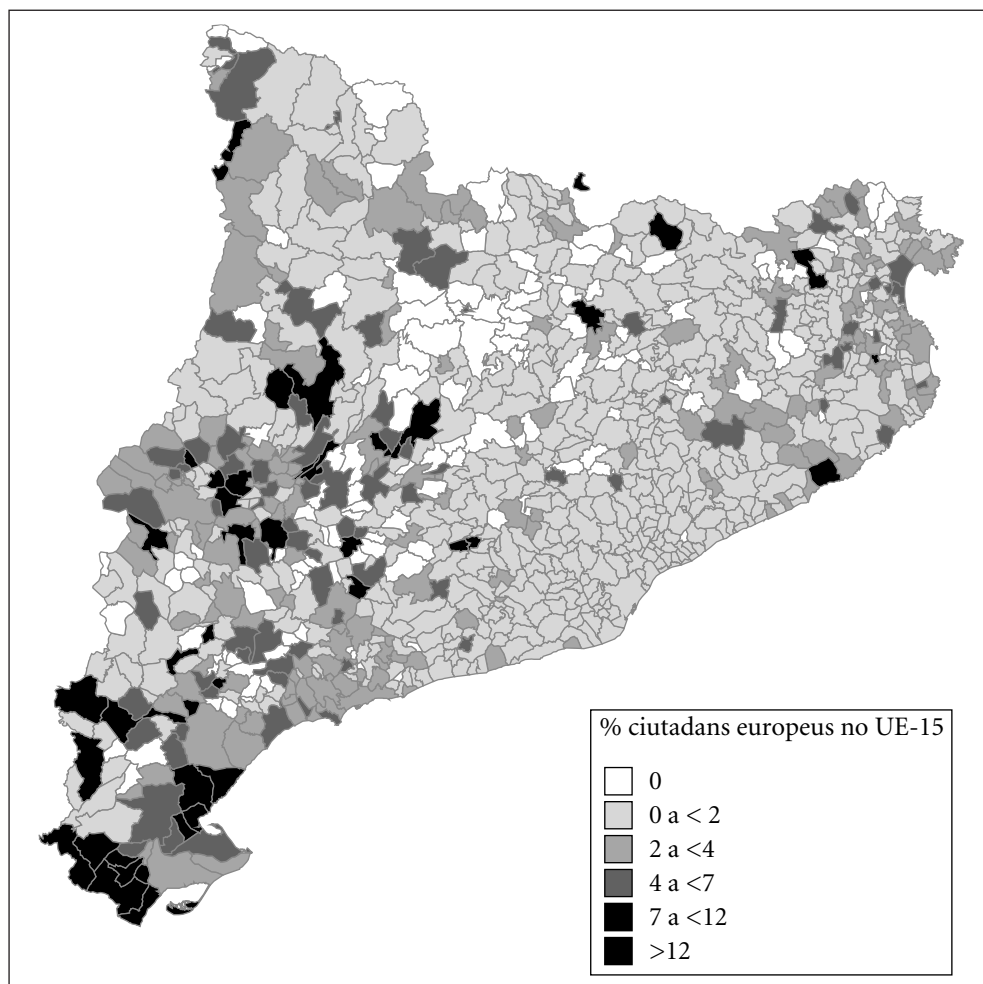 % ciutadans europeus no UE-15
0
0 a < 2
2 a <4
4 a <7
7 a <12
>12